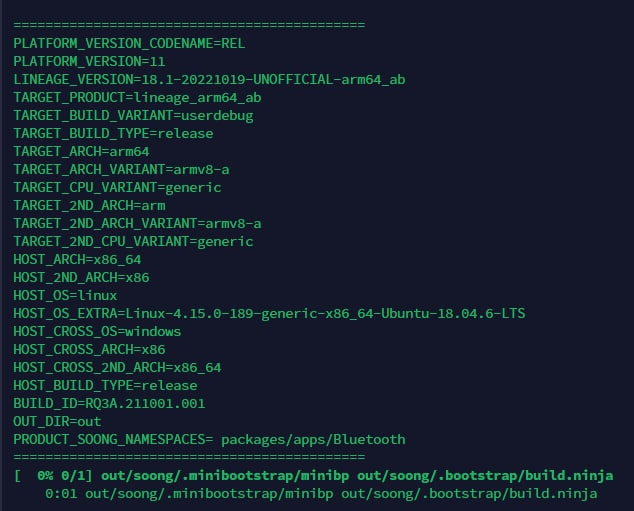 ============================================
PLATFORM_VERSION_CODENAME=REL
PLATFORM_VERSION=11
LINEAGE_VERSION=18.1-20221019-UNOFFICIAL-arm64_ab
TARGET_PRODUCT=lineage_arm64_ab
TARGET_BUILD_VARIANT=userdebug
TARGET_BUILD_TYPE=release
TARGET_ARCH=arm64
TARGET_ARCH_VARIANT=armv8-a
TARGET_CPU_VARIANT=generic
TARGET_2ND_ARCH=arm
TARGET_2ND_ARCH_VARIANT=armv8-a
TARGET_2ND_CPU_VARIANT=generic
HOST_ARCH=x86_64
HOST_2ND_ARCH=x86
HOST_OS=linux
HOST_OS_EXTRA=Linux-4.15.0-189-generic-x86_64-Ubuntu-18.04.6-LTS
HOST_CROSS_OS=windows
HOST_CROSS_ARCH=x86
HOST_CROSS_2ND_ARCH=x86_64
HOST_BUILD_TYPE=release
BUILD_ID=RQ3A.211001.001
OUT_DIR=out
PRODUCT_SOONG_NAMESPACES= packages/apps/Bluetooth
============================================
[  0% 0/1] out/soong/.minibootstrap/minibp out/soong/.bootstrap/build.ninja
    0:01 out/soong/.minibootstrap/minibp out/soong/.bootstrap/build.ninja